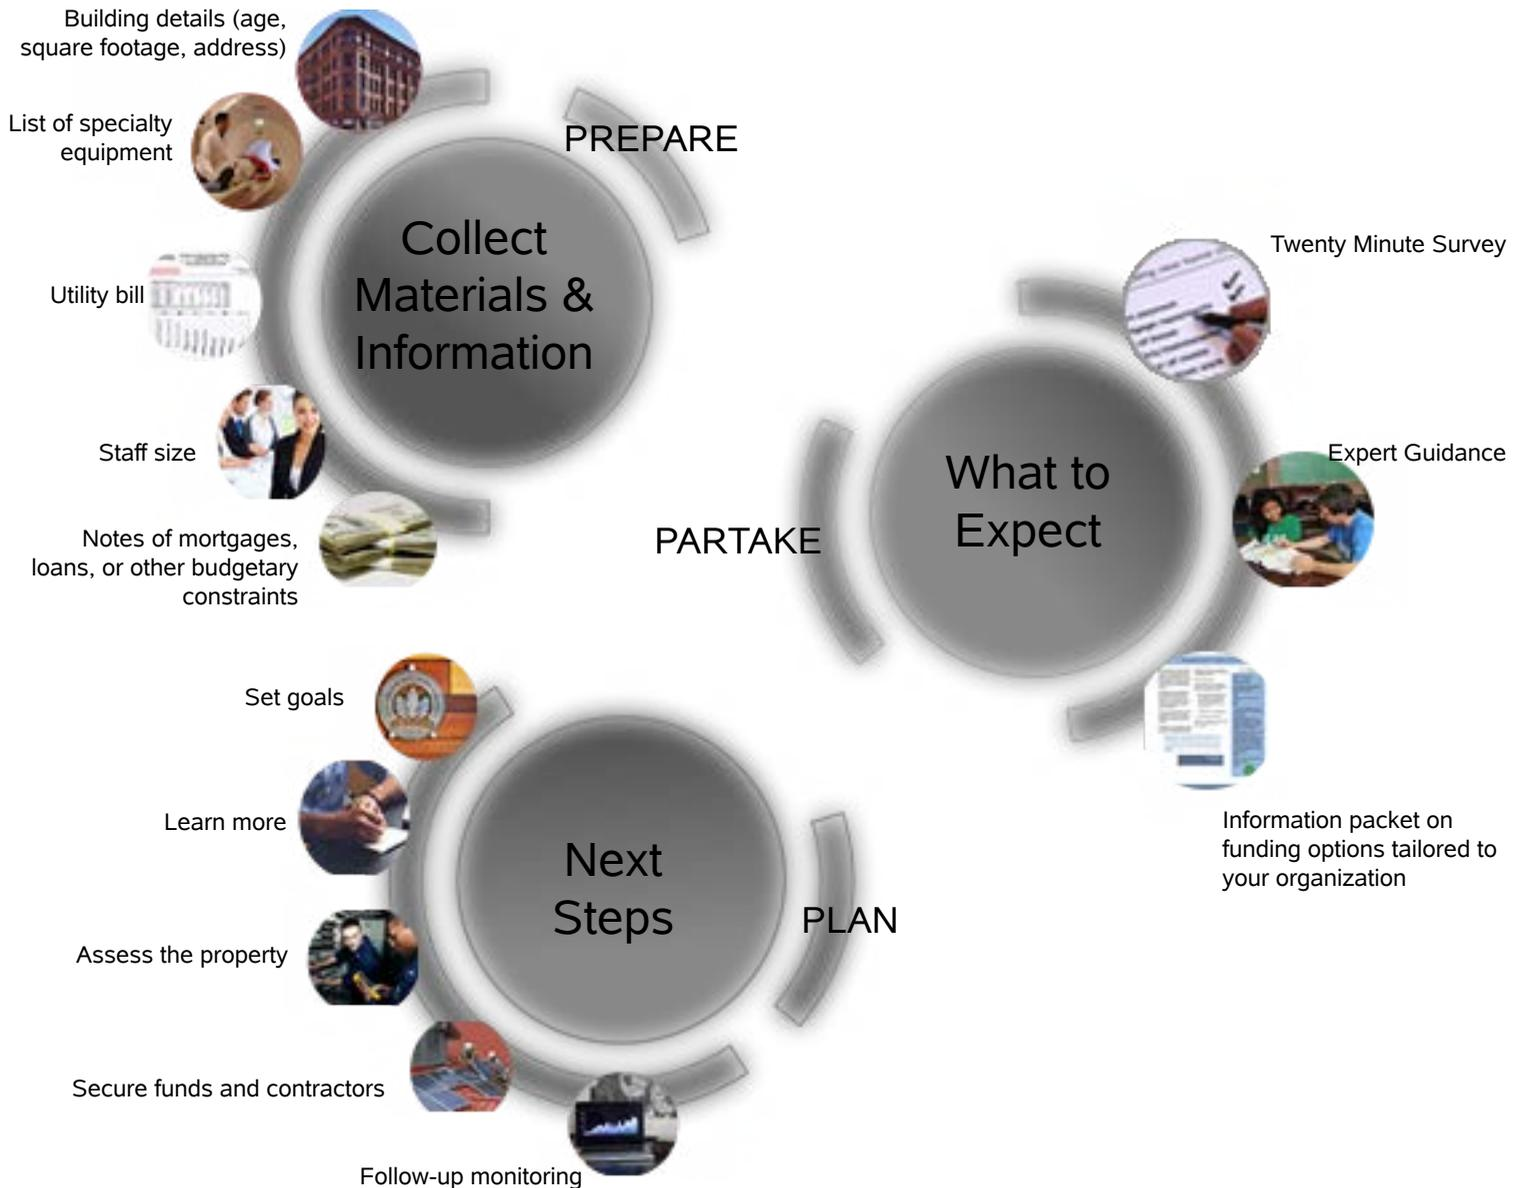 Building details (age,
square footage, address)
List of specialty
equipment
Utility bill
Staff size
Notes of mortgages,
loans, or other budgetary
constraints
PREPARE
Collect
Materials &
Information
Twenty Minute Survey
Expert Guidance
What to
Expect
PARTAKE
Information packet on
funding options tailored to
your organization
Set goals
Learn more
Assess the property
Secure funds and contractors
Follow-up monitoring
Next
Steps
PLAN